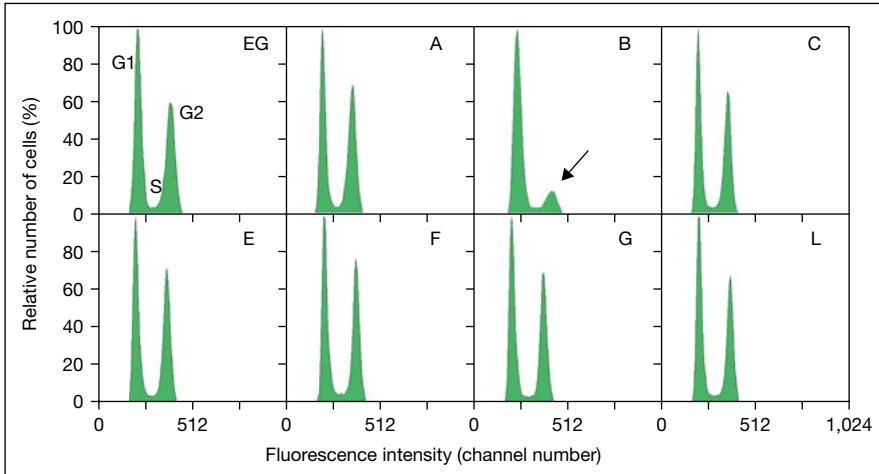 Relative number of cells (%)
100
80
60
40
20
0
G1
S
G2
EG
A
B
C
80
60
40
20
0
E
F
G
L
0
512
0
512
0
512
0
512
1,024
Fluorescence intensity (channel number)